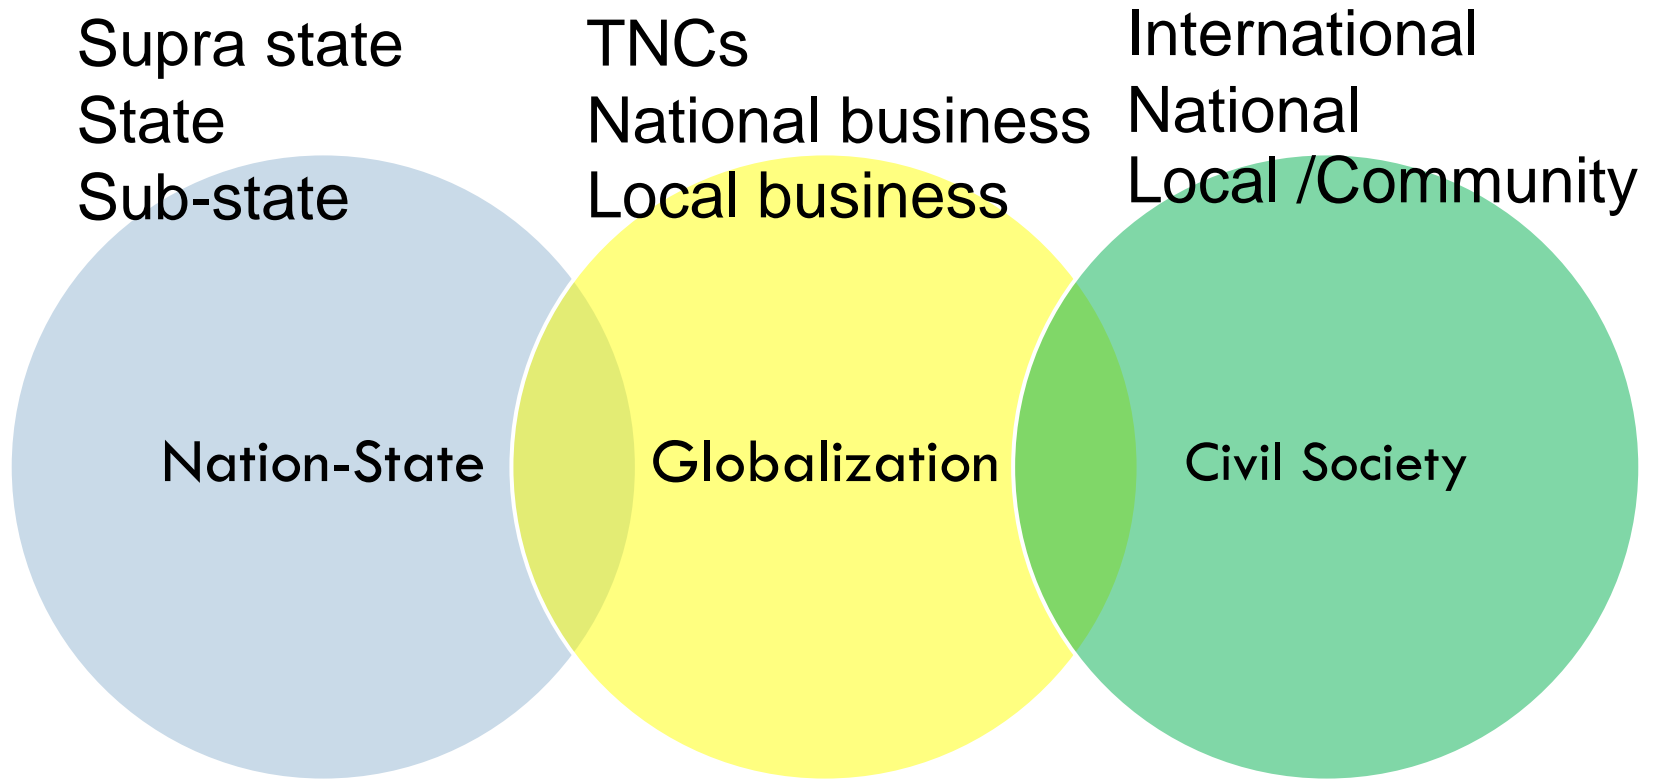 Supra state
State
Sub-state
TNCs
National business
Local business
International
National
Local /Community
Nation-State
Globalization
Civil Society